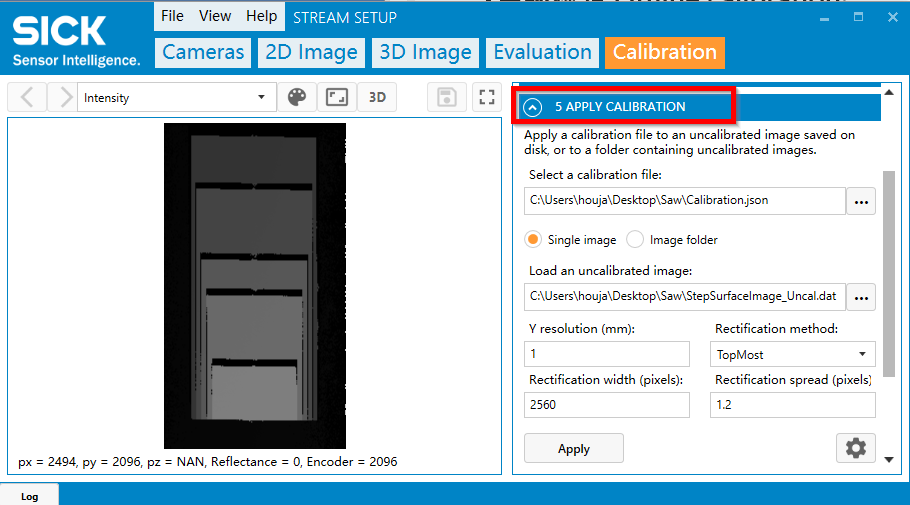 SICK
Sensor Intelligence.
File View Help STREAM SETUP
Cameras 2D Image 3D Image Evaluation Calibration
Intensity
3D
px = 2494, py = 2096, pz = NAN, Reflectance = 0, Encoder = 2096
5 APPLY CALIBRATION
Apply a calibration file to an uncalibrated image saved on
disk, or to a folder containing uncalibrated images.
Select a calibration file:
C:\Users\houja\Desktop\Saw\Calibration.json
...
Single image Image folder
Load an uncalibrated image:
C:\Users\houja\Desktop\Saw\StepSurfaceImage_Uncal.dat
...
Y resolution (mm): Rectification method:
1 TopMost
Rectification width (pixels): Rectification spread (pixels)
2560 1.2
Apply
Log